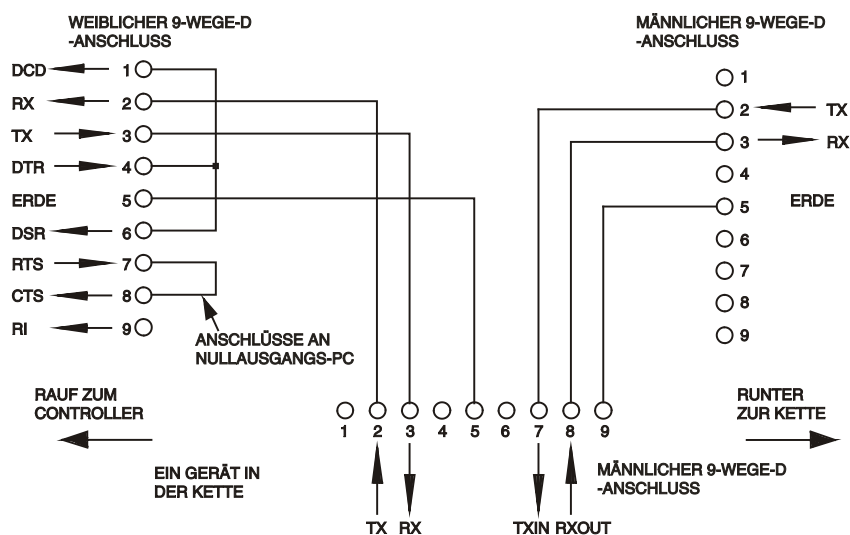 WEIBLICHER 9-WEGE-D
-ANSCHLUSS
MÄNNLICHER 9-WEGE-D
-ANSCHLUSS
DCD 1
RX 2
TX 3
DTR 4
ERDE 5
DSR 6
RTS 7
CTS 8
RI 9
1
2 TX
3 RX
4
5 ERDE
6
7
8
9
ANSCHLÜSSE AN
NULLAUSGANGS-PC
RAUF ZUM
CONTROLLER
RUNTER
ZUR KETTE
1 2 3 4 5 6 7 8 9
EIN GERÄT IN
DER KETTE
MÄNNLICHER 9-WEGE-D
-ANSCHLUSS
TX RX TXIN RXOUT